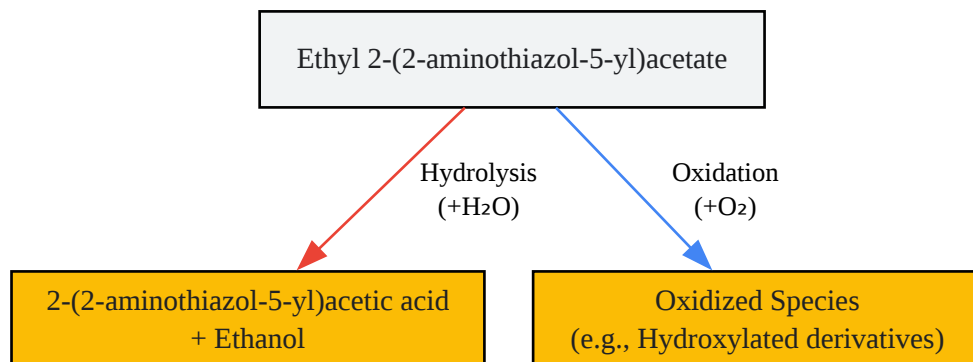 Ethyl 2-(2-aminothiazol-5-yl)acetate
Hydrolysis
(+H₂O)
Oxidation
(+O₂)
2-(2-aminothiazol-5-yl)acetic acid
+ Ethanol
Oxidized Species
(e.g., Hydroxylated derivatives)